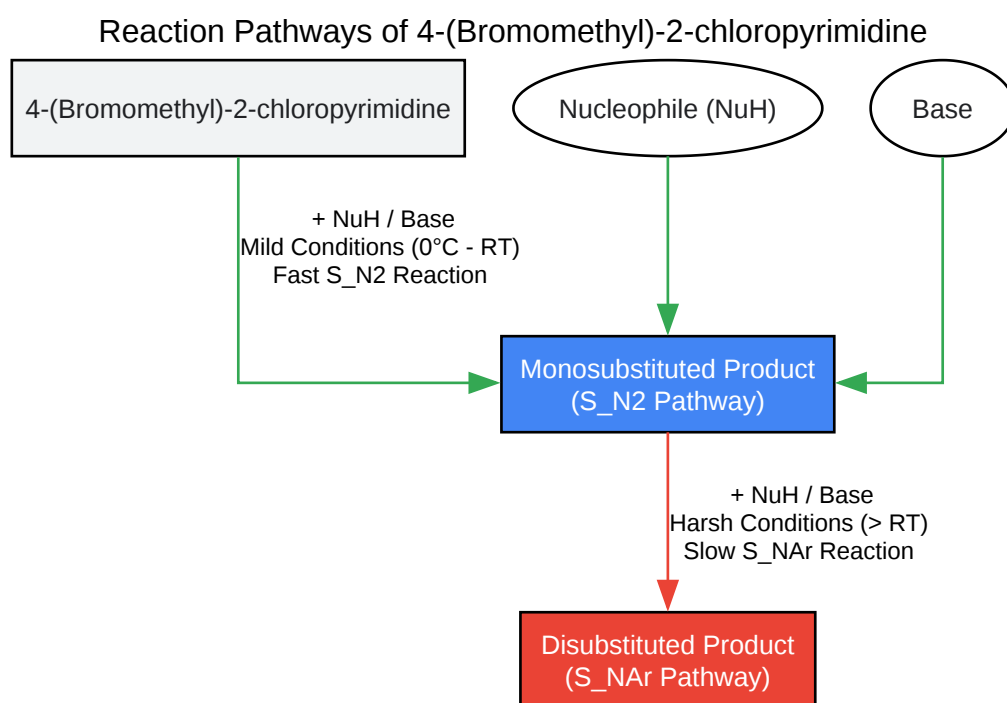 Reaction Pathways of 4-(Bromomethyl)-2-chloropyrimidine
4-(Bromomethyl)-2-chloropyrimidine
Nucleophile (NuH)
Base
+ NuH / Base
Mild Conditions (0°C - RT)
Fast S_N2 Reaction
Monosubstituted Product
(S_N2 Pathway)
+ NuH / Base
Harsh Conditions (> RT)
Slow S_NAr Reaction
Disubstituted Product
(S_NAr Pathway)